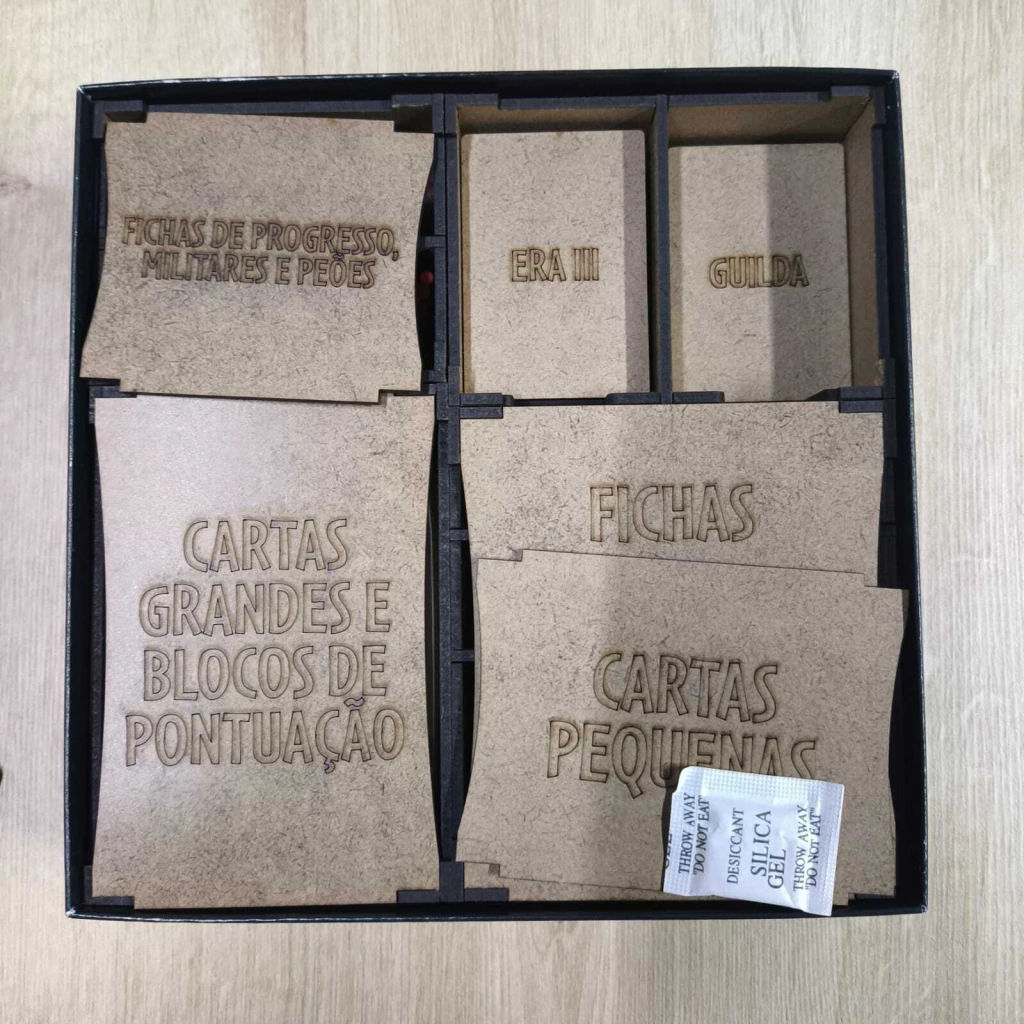 FICHAS DE PROGRESSO,
MILITARES E PEÕES
ERA III
GUILDA
CARTAS
GRANDES E
BLOCOS DE
PONTUAÇÃO
FICHAS
CARTAS
PEQUENAS
THROW AWAY
"DO NOT EAT"
DESICCANT
SILICA
GEL
THROW AWAY
"DO NOT EAT"